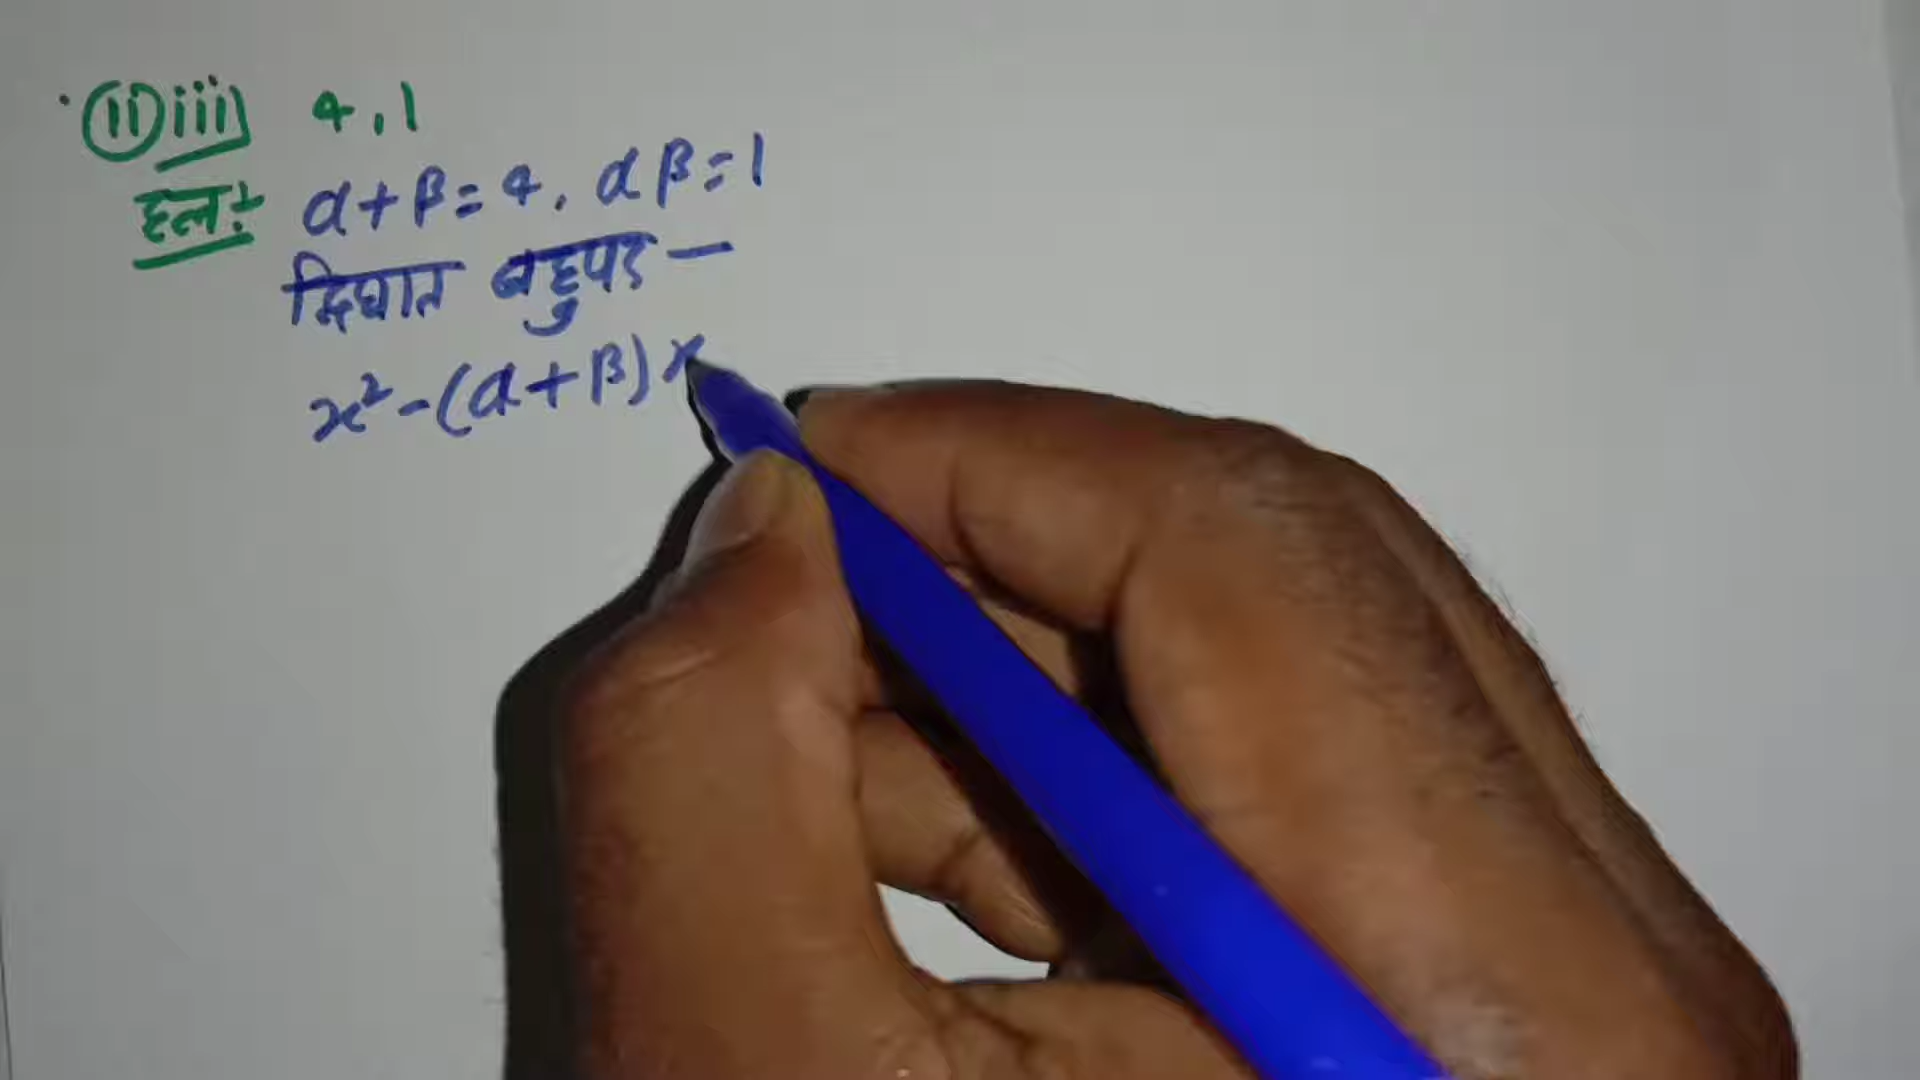 (ii) iii) 4, 1
हल:- α+β=4, αβ=1
द्विघात बहुपद —
x² - (α+β) x